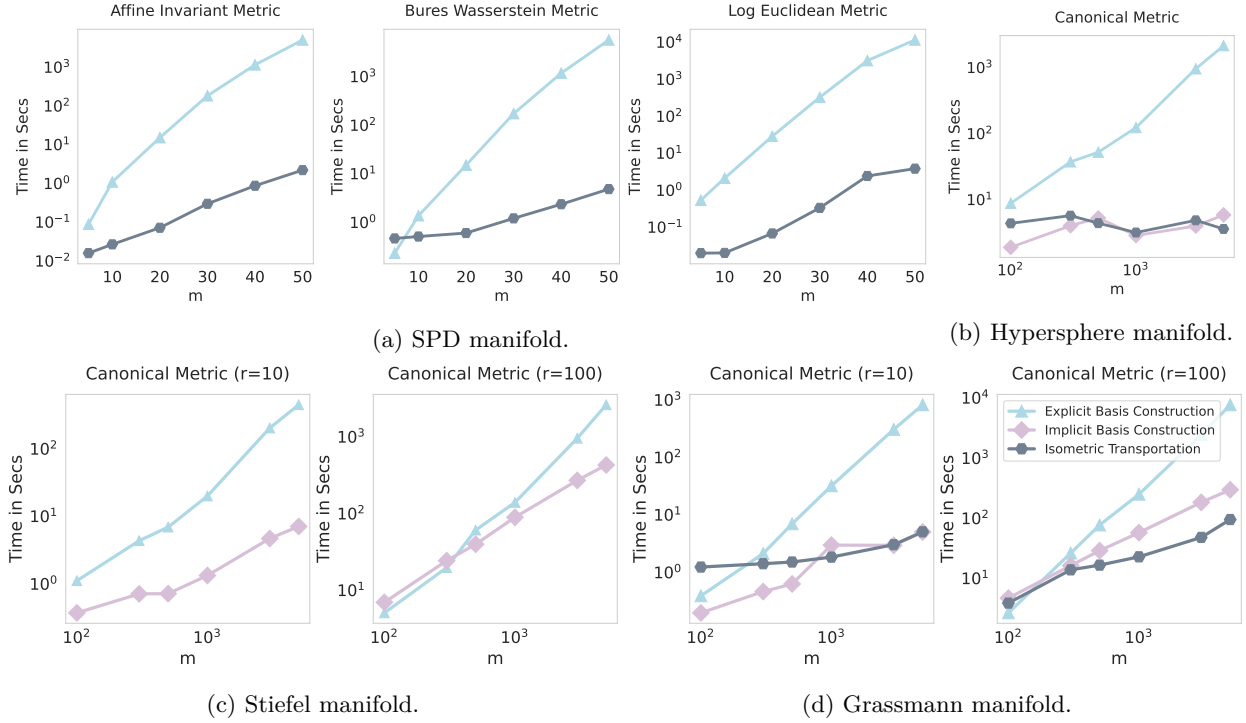 Affine Invariant Metric
Time in Secs
10³
10²
10¹
10⁰
10⁻¹
10⁻²
10 20 30 40 50
m
Bures Wasserstein Metric
Time in Secs
10³
10²
10¹
10⁰
10 20 30 40 50
m
Log Euclidean Metric
Time in Secs
10⁴
10³
10²
10¹
10⁰
10⁻¹
10 20 30 40 50
m
(a) SPD manifold.
Canonical Metric
Time in Secs
10³
10²
10¹
10² 10³
m
(b) Hypersphere manifold.
Canonical Metric (r=10)
Time in Secs
10²
10¹
10⁰
10² 10³
m
Canonical Metric (r=100)
Time in Secs
10³
10²
10¹
10² 10³
m
(c) Stiefel manifold.
Canonical Metric (r=10)
Time in Secs
10³
10²
10¹
10⁰
10² 10³
m
Canonical Metric (r=100)
Time in Secs
10⁴
10³
10²
10¹
Explicit Basis Construction
Implicit Basis Construction
Isometric Transportation
10² 10³
m
(d) Grassmann manifold.